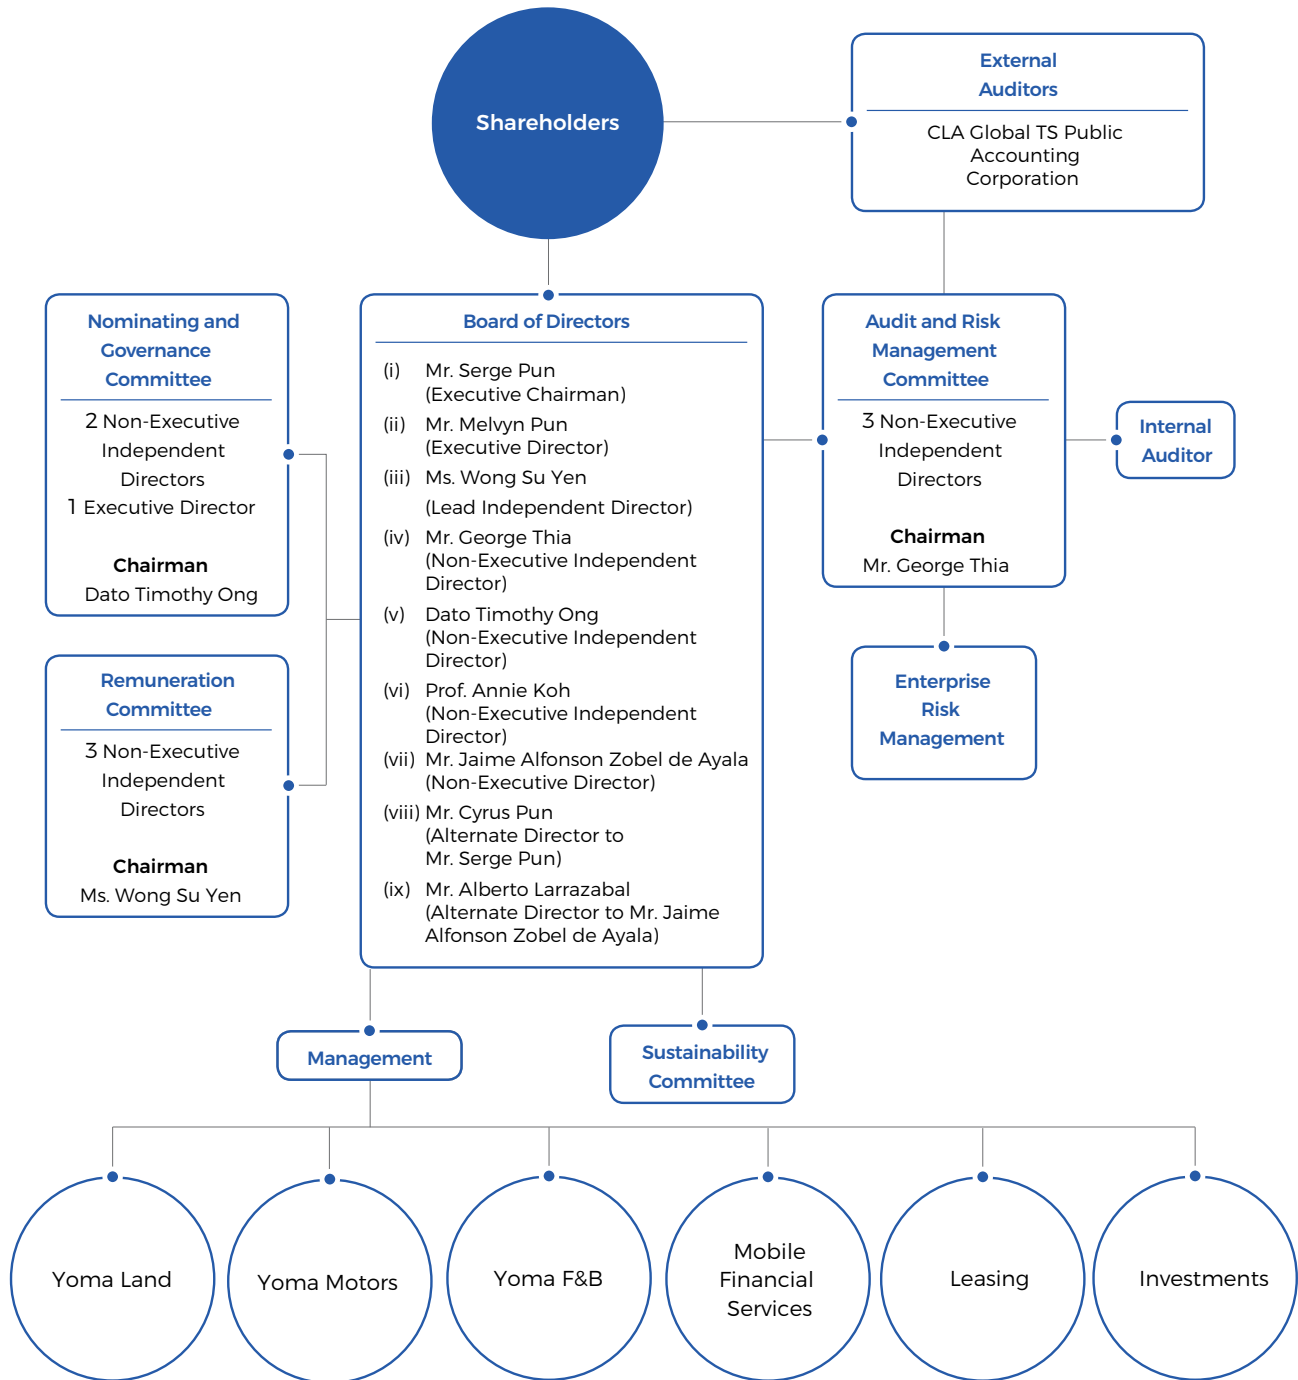 Shareholders
External
Auditors
CLA Global TS Public
Accounting
Corporation
Nominating and
Governance
Committee
2 Non-Executive
Independent
Directors
1 Executive Director
Chairman
Dato Timothy Ong
Remuneration
Committee
3 Non-Executive
Independent
Directors
Chairman
Ms. Wong Su Yen
Board of Directors
(i) Mr. Serge Pun
(Executive Chairman)
(ii) Mr. Melvyn Pun
(Executive Director)
(iii) Ms. Wong Su Yen
(Lead Independent Director)
(iv) Mr. George Thia
(Non-Executive Independent
Director)
(v) Dato Timothy Ong
(Non-Executive Independent
Director)
(vi) Prof. Annie Koh
(Non-Executive Independent
Director)
(vii) Mr. Jaime Alfonson Zobel de Ayala
(Non-Executive Director)
(viii) Mr. Cyrus Pun
(Alternate Director to
Mr. Serge Pun)
(ix) Mr. Alberto Larrazabal
(Alternate Director to Mr. Jaime
Alfonson Zobel de Ayala)
Audit and Risk
Management
Committee
3 Non-Executive
Independent
Directors
Chairman
Mr. George Thia
Internal
Auditor
Enterprise
Risk
Management
Management
Sustainability
Committee
Yoma Land
Yoma Motors
Yoma F&B
Mobile
Financial
Services
Leasing
Investments